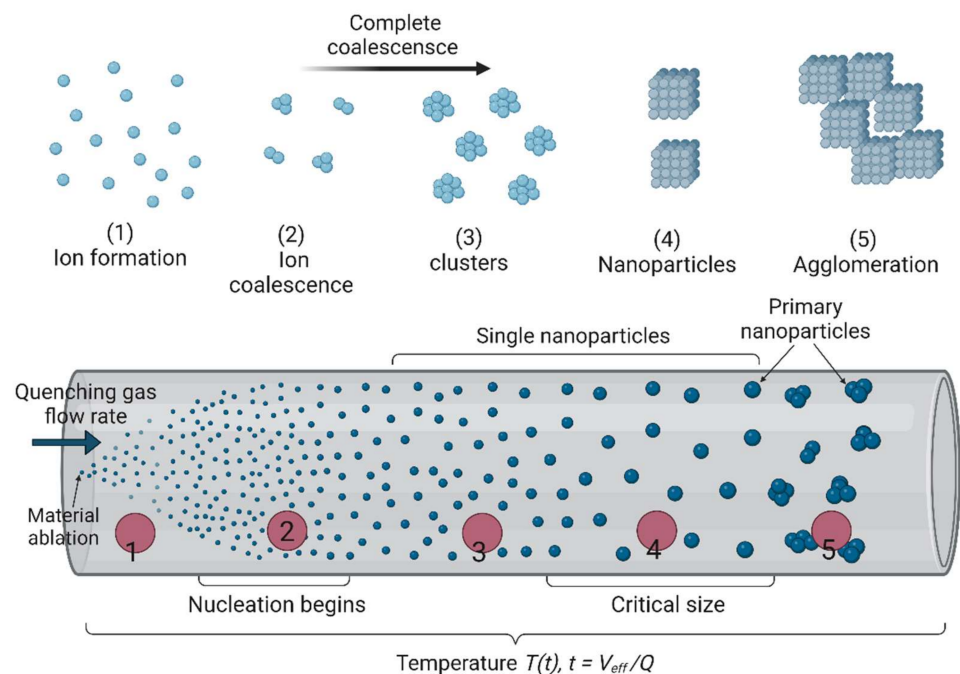 Complete
coalescensce
(1)
Ion formation
(2)
Ion
coalescence
(3)
clusters
(4)
Nanoparticles
(5)
Agglomeration
Single nanoparticles
Primary
nanoparticles
Quenching gas
flow rate
Material
ablation
1
2
3
4
5
Nucleation begins
Critical size
Temperature T(t), t = Veff/Q